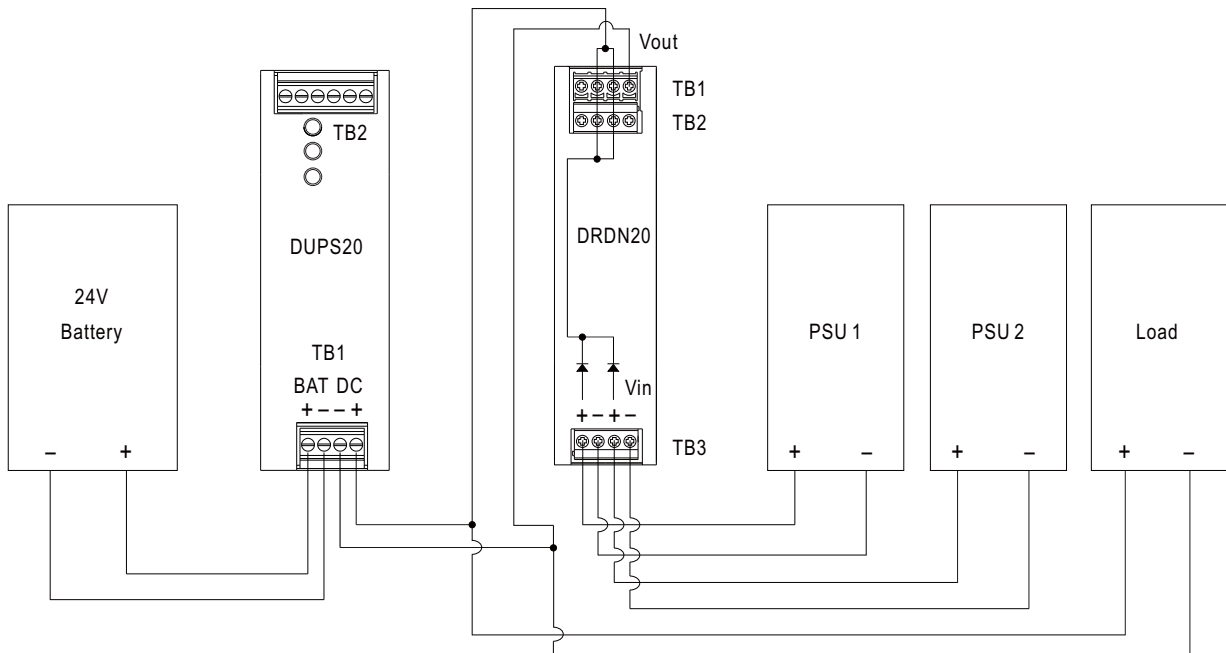 Vout
TB1
TB2
TB2
DUPS20
DRDN20
24V
Battery
PSU 1
PSU 2
Load
TB1
BAT DC
+ − − +
Vin
+ − + −
TB3
− +
+ −
+ −
+ −